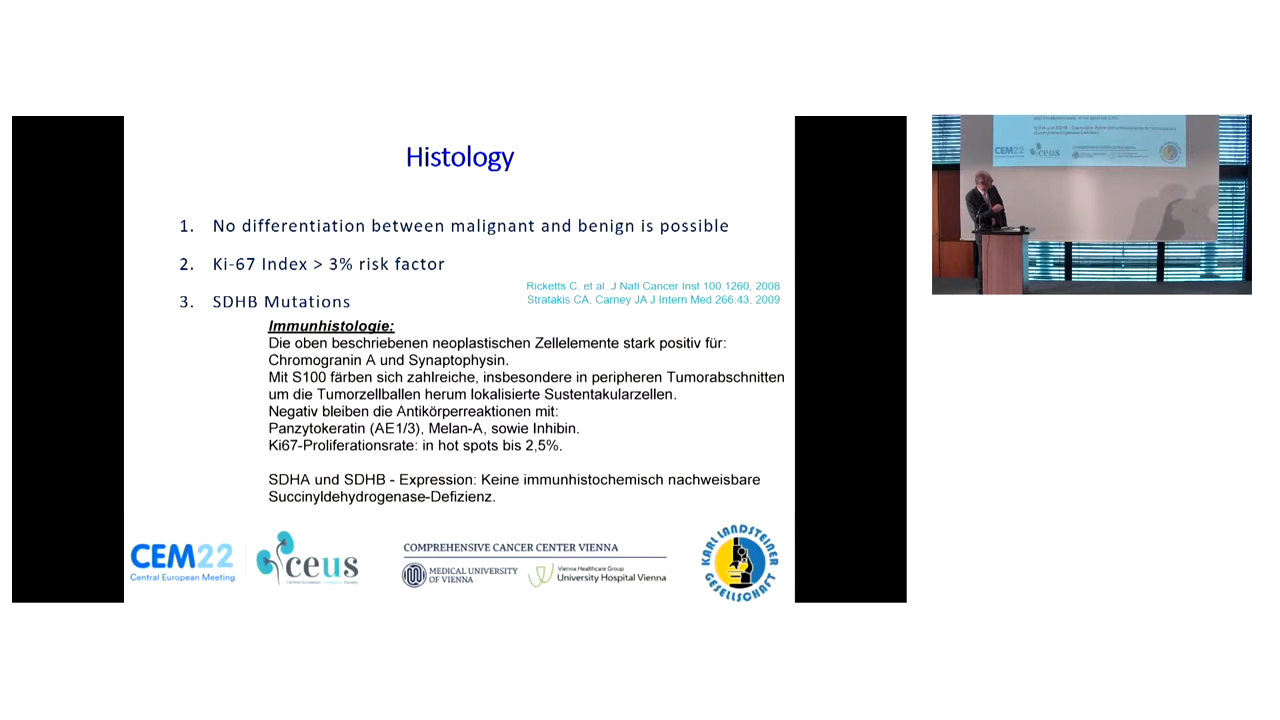 Histology
1. No differentiation between malignant and benign is possible
2. Ki-67 Index > 3% risk factor
Ricketts C. et al. J Natl Cancer Inst 100:1260, 2008
Stratakis CA, Carney JA J Intern Med 266:43, 2009
3. SDHB Mutations
Immunhistologie:
Die oben beschriebenen neoplastischen Zellelemente stark positiv für:
Chromogranin A und Synaptophysin.
Mit S100 färben sich zahlreiche, insbesondere in peripheren Tumorabschnitten
um die Tumorzellballen herum lokalisierte Sustentakularzellen.
Negativ bleiben die Antikörperreaktionen mit:
Panzytokeratin (AE1/3), Melan-A, sowie Inhibin.
Ki67-Proliferationsrate: in hot spots bis 2,5%.
SDHA und SDHB - Expression: Keine immunhistochemisch nachweisbare
Succinyldehydrogenase-Defizienz.
CEM22
Central European Meeting
ceus
COMPREHENSIVE CANCER CENTER VIENNA
MEDICAL UNIVERSITY
OF VIENNA
Vienna Healthcare Group
University Hospital Vienna
KARL LANDSTEINER
GESELLSCHAFT
CEM22
ceus